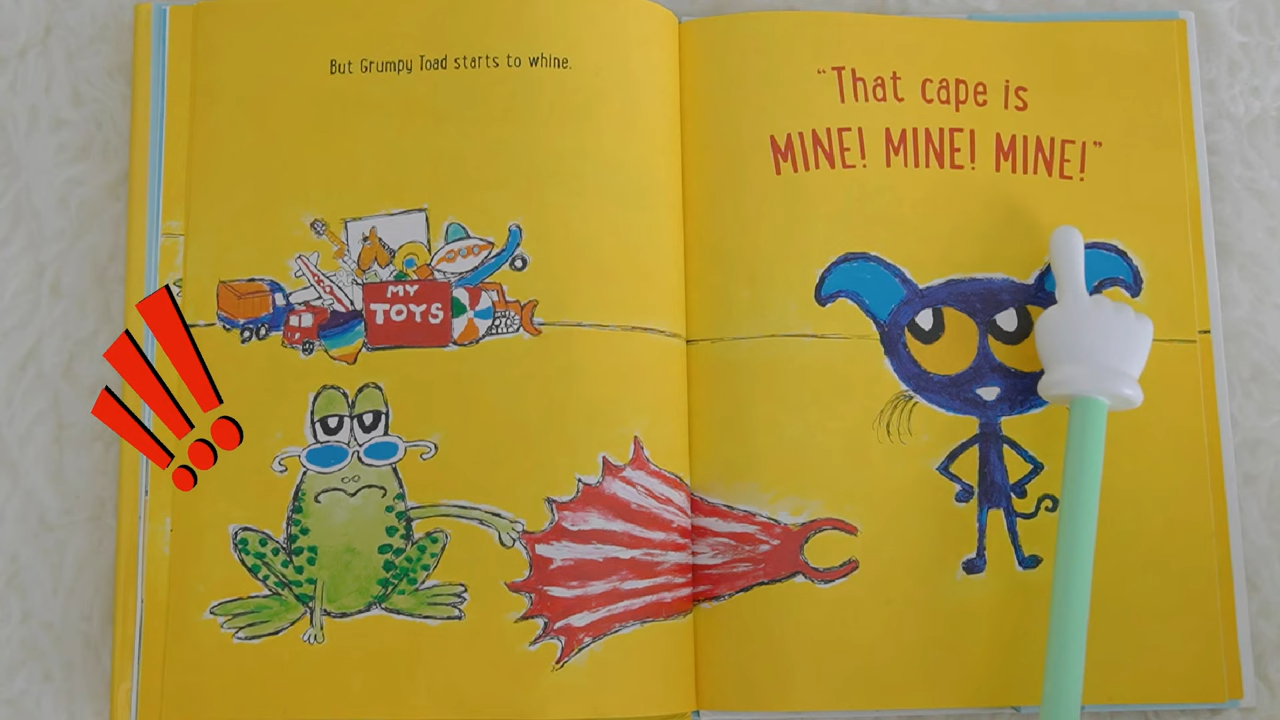 But Grumpy Toad starts to whine.
MY
TOYS
“That cape is
MINE! MINE! MINE!”
!!!